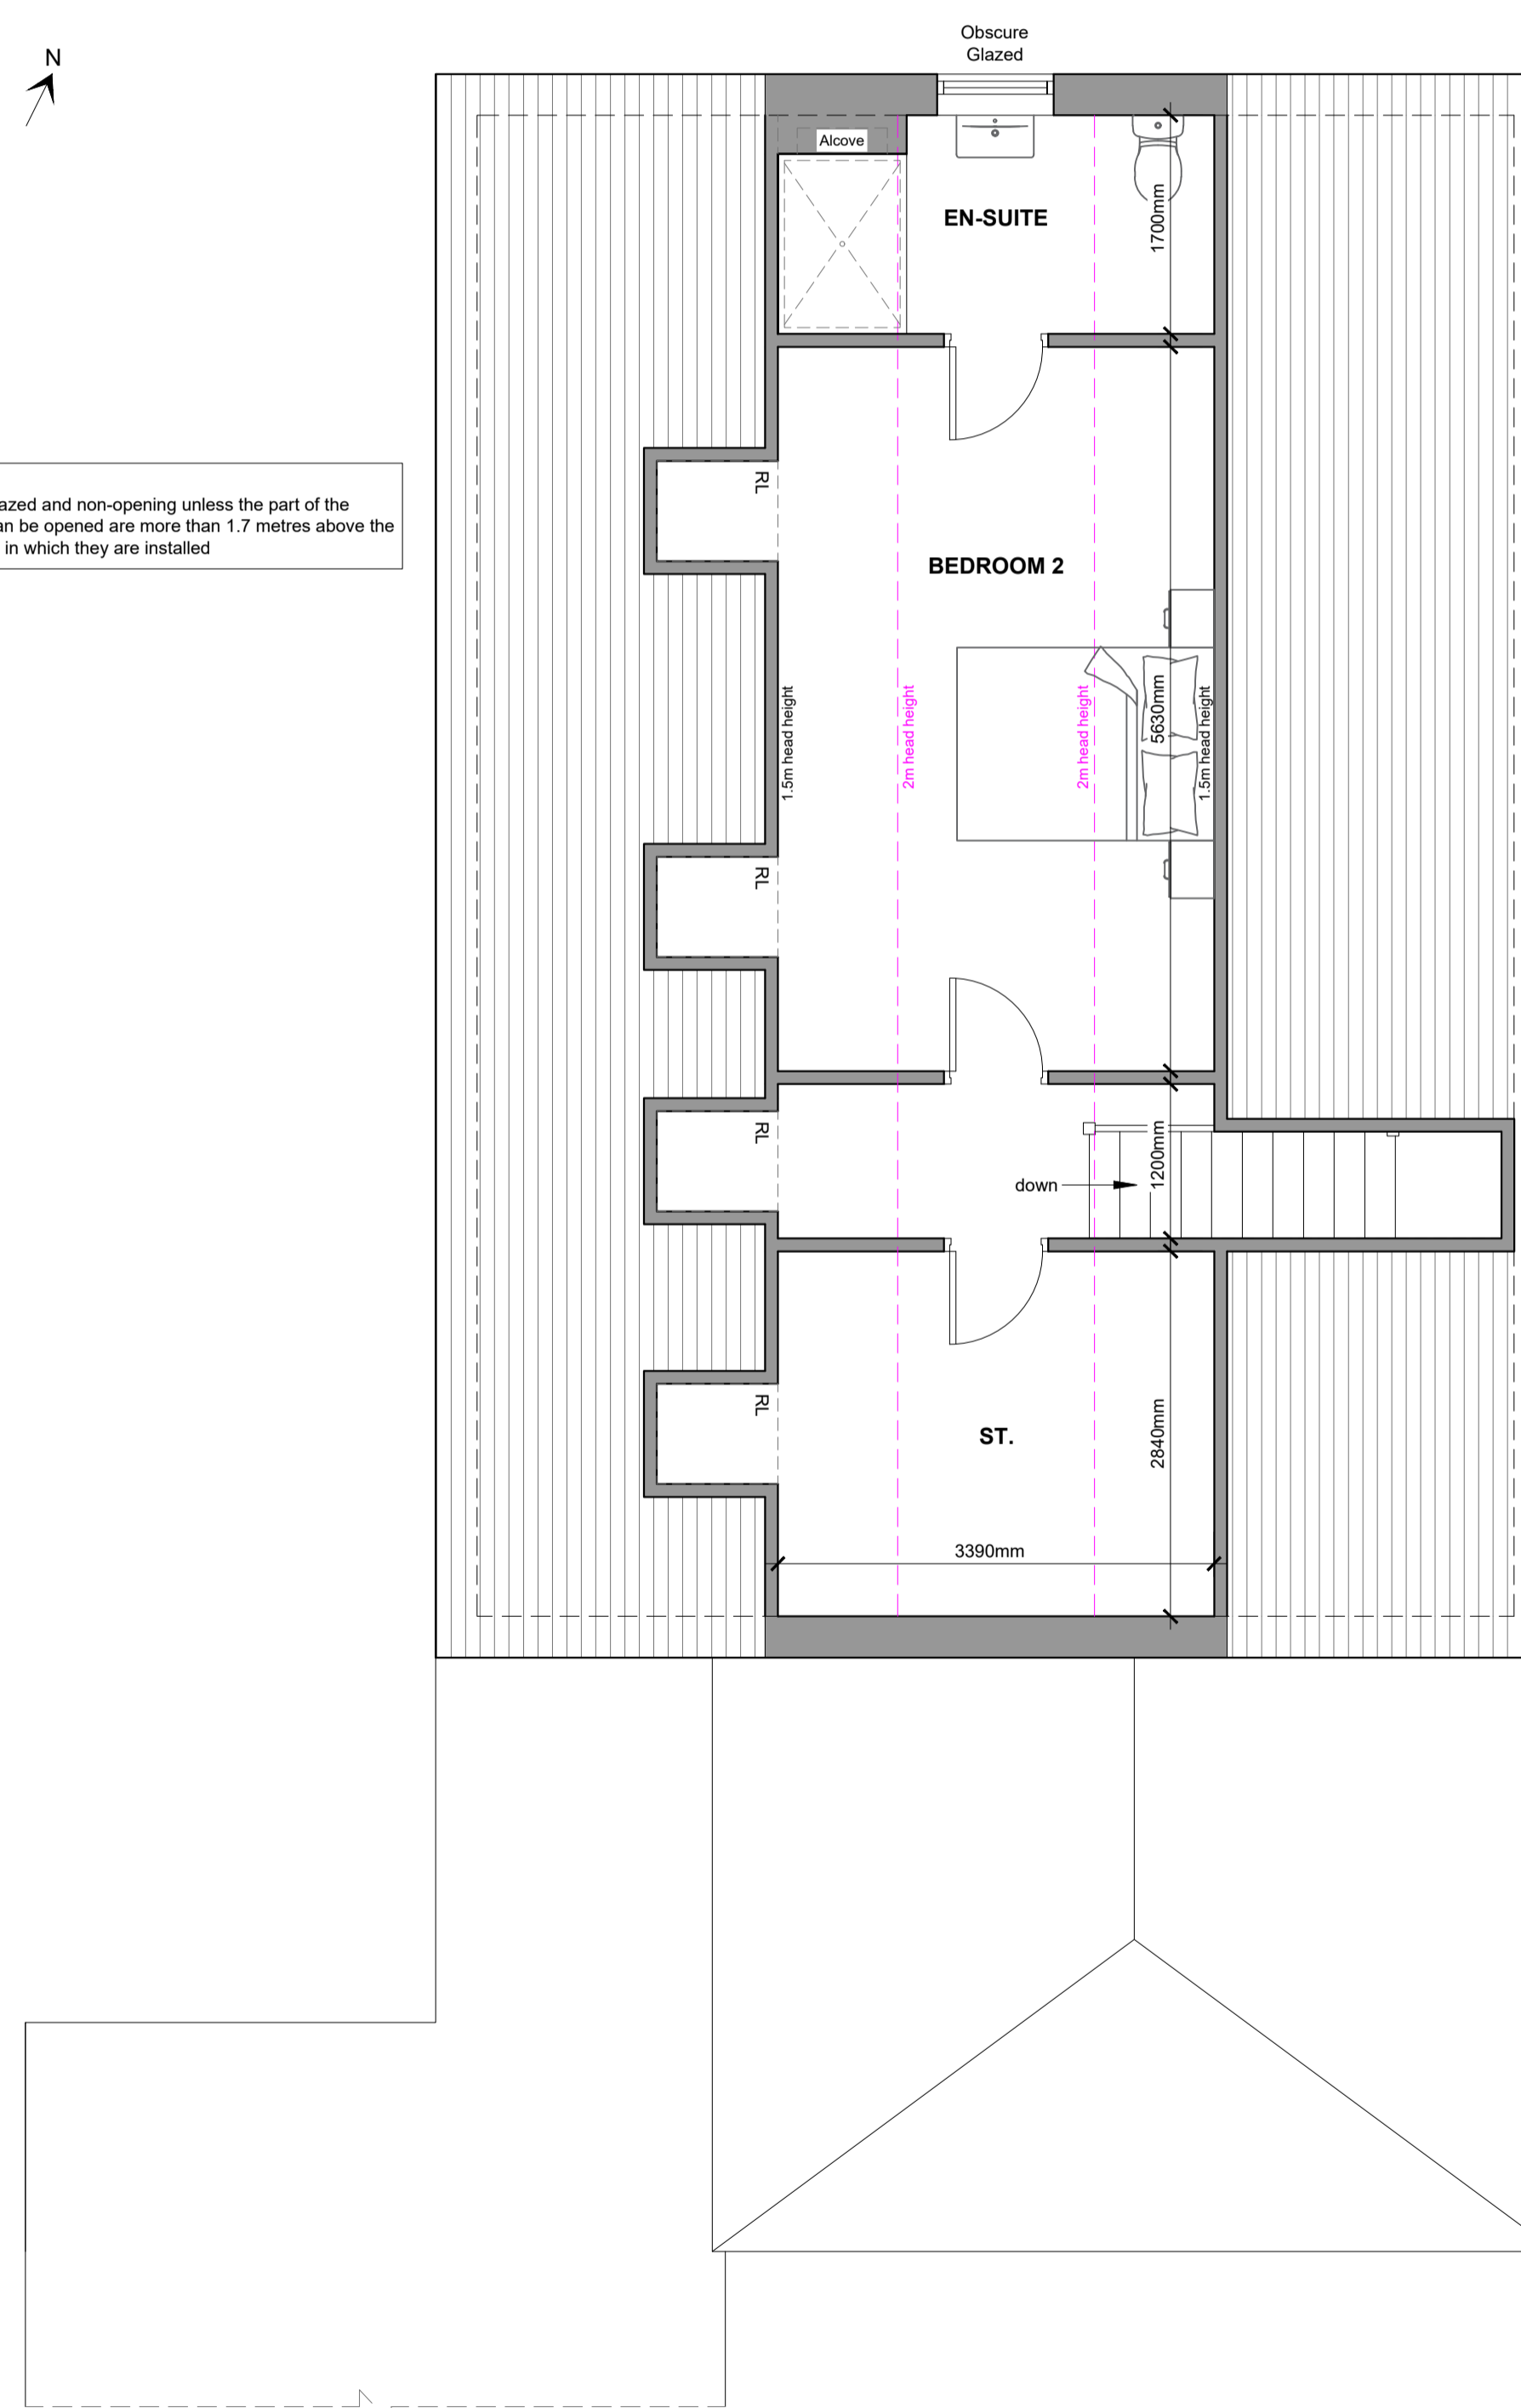 Obscure
Glazed
N
Alcove
EN-SUITE
1700mm
RL
azed and non-opening unless the part of the
an be opened are more than 1.7 metres above the
in which they are installed
BEDROOM 2
1.5m head height
2m head height
2m head height
5630mm
1.5m head height
RL
RL
down
1200mm
RL
ST.
2840mm
3390mm